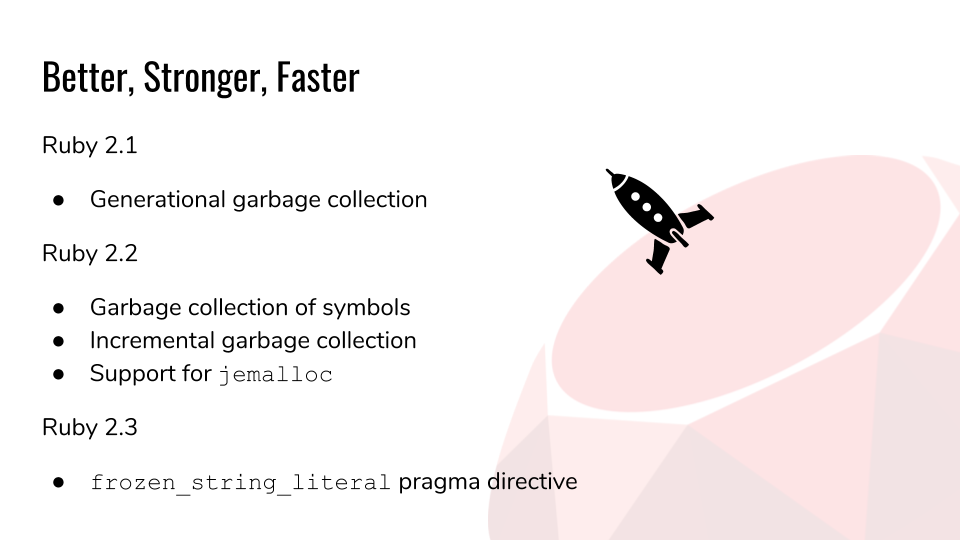 Better, Stronger, Faster
Ruby 2.1
● Generational garbage collection
Ruby 2.2
● Garbage collection of symbols
● Incremental garbage collection
● Support for jemalloc
Ruby 2.3
● frozen_string_literal pragma directive